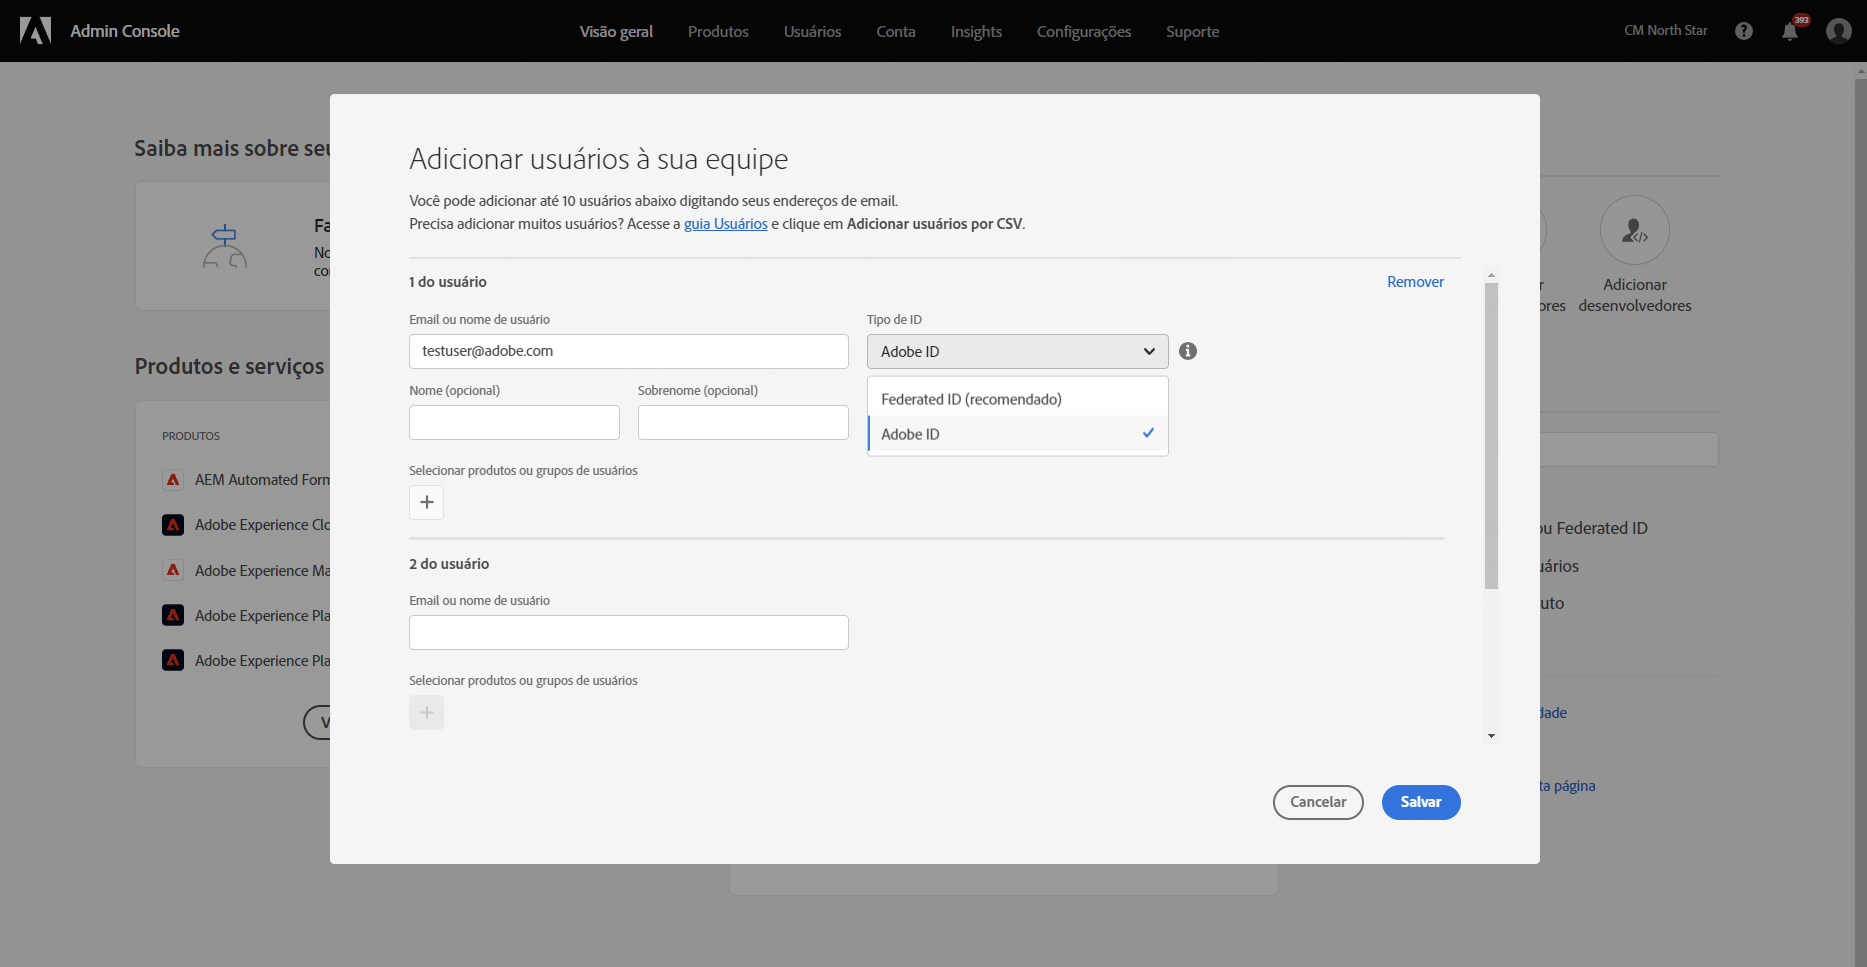 Admin Console
Visão geral
Produtos
Usuários
Conta
Insights
Configurações
Suporte
CM North Star
393
Saiba mais sobre seu
Adicionar usuários à sua equipe
Você pode adicionar até 10 usuários abaixo digitando seus endereços de email.
Precisa adicionar muitos usuários? Acesse a guia Usuários e clique em Adicionar usuários por CSV.
1 do usuário
Remover
Email ou nome de usuário
Tipo de ID
testuser@adobe.com
Adobe ID
Nome (opcional)
Sobrenome (opcional)
Federated ID (recomendado)
Adobe ID
Selecionar produtos ou grupos de usuários
2 do usuário
Email ou nome de usuário
Selecionar produtos ou grupos de usuários
Cancelar
Salvar
Produtos e serviços
PRODUTOS
AEM Automated Form
Adobe Experience Clo
Adobe Experience Ma
Adobe Experience Pla
Adobe Experience Pla
Adicionar
desenvolvedores
ou Federated ID
uários
uto
dade
ta página